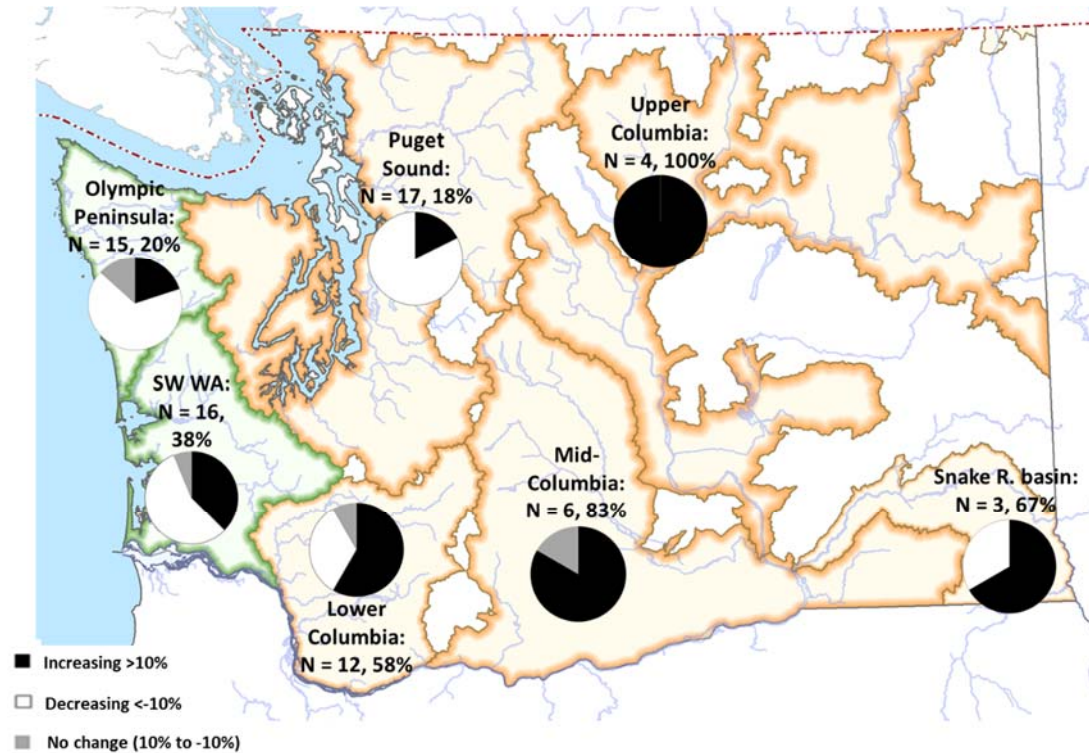 Upper
Columbia:
N = 4, 100%
Puget
Sound:
N = 17, 18%
Olympic
Peninsula:
N = 15, 20%
SW WA:
N = 16,
38%
Mid-
Columbia:
N = 6, 83%
Snake R. basin:
N = 3, 67%
Lower
Columbia:
N = 12, 58%
Increasing >10%
Decreasing <-10%
No change (10% to -10%)